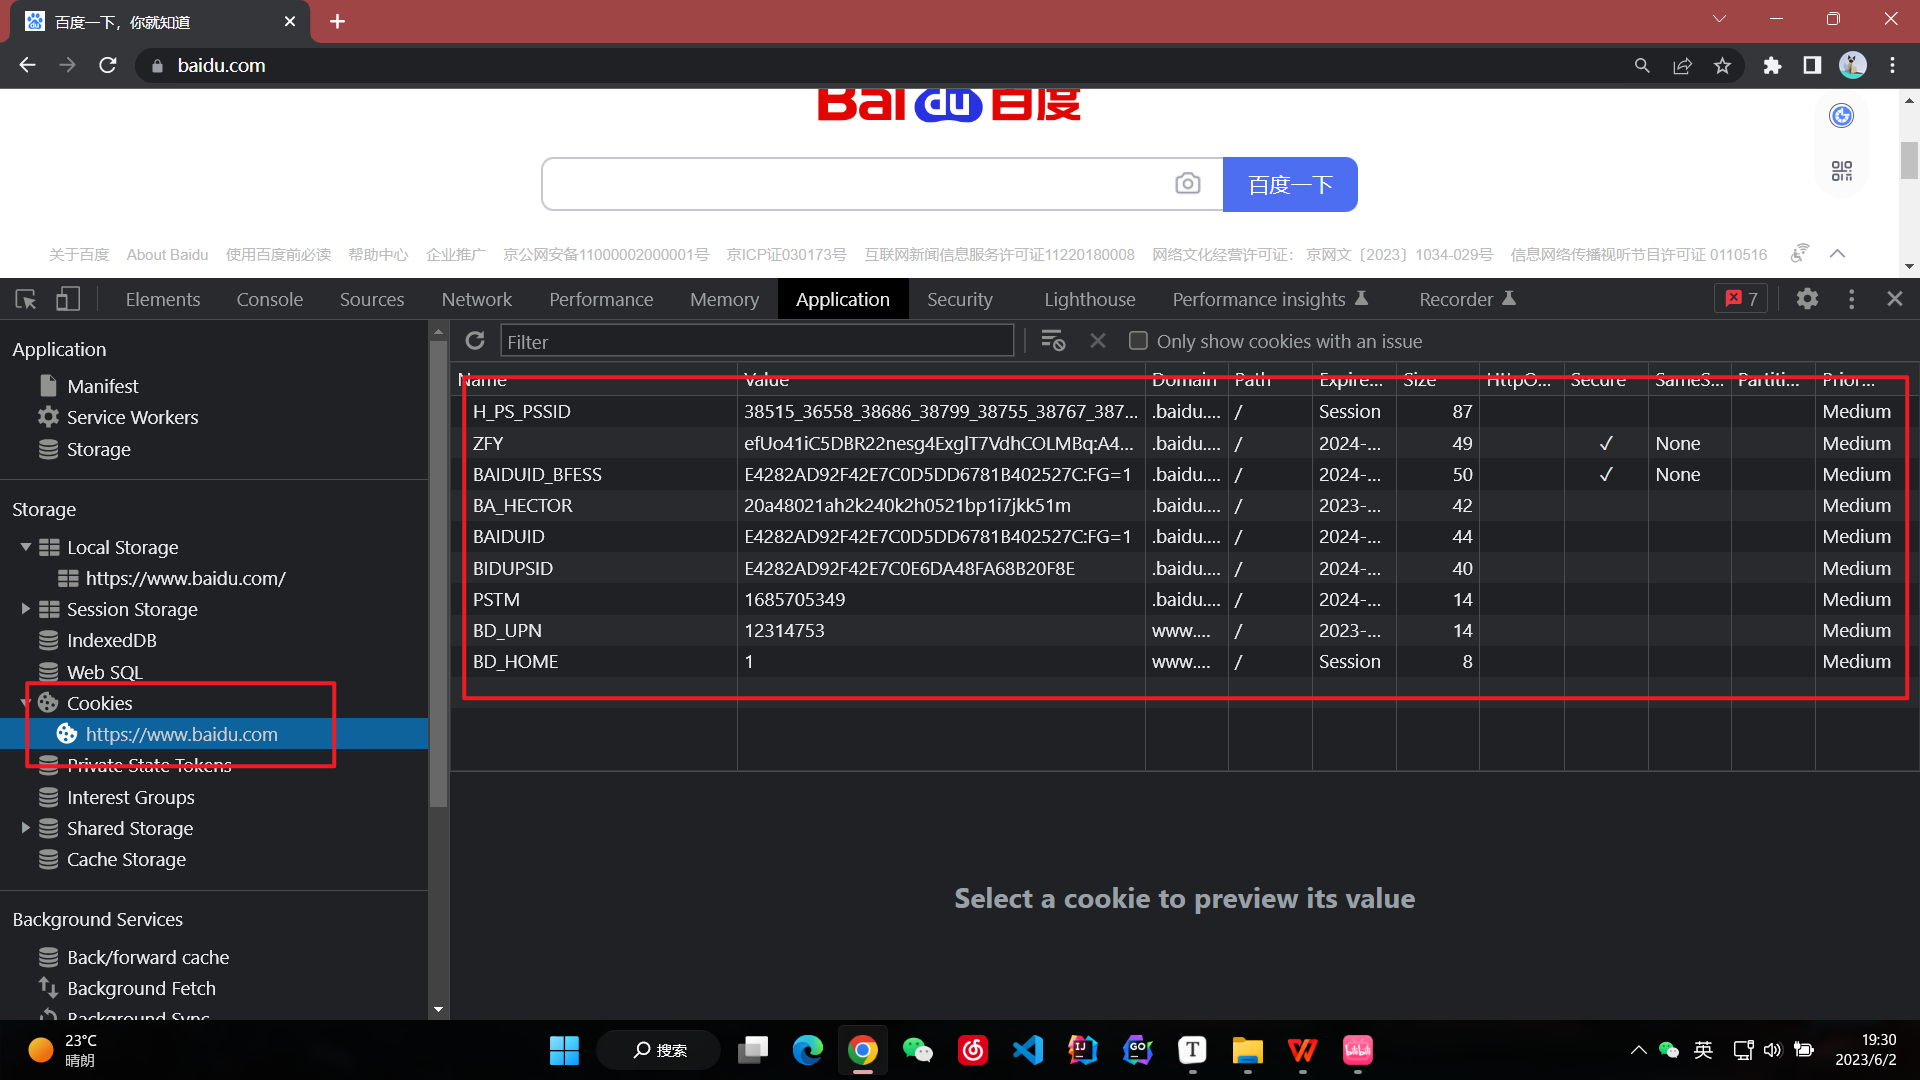 百度一下，你就知道
baidu.com
Bai du 百度
百度一下
关于百度 About Baidu 使用百度前必读 帮助中心 企业推广 京公网安备11000002000001号 京ICP证030173号 互联网新闻信息服务许可证11220180008 网络文化经营许可证： 京网文〔2023〕1034-029号 信息网络传播视听节目许可证 0110516
Elements Console Sources Network Performance Memory Application Security Lighthouse Performance insights Recorder 7
Application
Manifest
Service Workers
Storage
Storage
Local Storage
https://www.baidu.com/
Session Storage
IndexedDB
Web SQL
Cookies
https://www.baidu.com
Private State Tokens
Interest Groups
Shared Storage
Cache Storage
Background Services
Back/forward cache
Background Fetch
Background Sync
Filter Only show cookies with an issue
Name Value Domain Path Expire... Size HttpO... Secure SameS... Partiti... Prior...
H_PS_PSSID 38515_36558_38686_38799_38755_38767_387... .baidu.... / Session 87 Medium
ZFY efUo41iC5DBR22nesg4ExglT7VdhCOLMBq:A4... .baidu.... / 2024-... 49 ✓ None Medium
BAIDUID_BFESS E4282AD92F42E7C0D5DD6781B402527C:FG=1 .baidu.... / 2024-... 50 ✓ None Medium
BA_HECTOR 20a48021ah2k240k2h0521bp1i7jkk51m .baidu.... / 2023-... 42 Medium
BAIDUID E4282AD92F42E7C0D5DD6781B402527C:FG=1 .baidu.... / 2024-... 44 Medium
BIDUPSID E4282AD92F42E7C0E6DA48FA68B20F8E .baidu.... / 2024-... 40 Medium
PSTM 1685705349 .baidu.... / 2024-... 14 Medium
BD_UPN 12314753 www.... / 2023-... 14 Medium
BD_HOME 1 www.... / Session 8 Medium
Select a cookie to preview its value
23°C
晴朗
搜索
英
19:30
2023/6/2